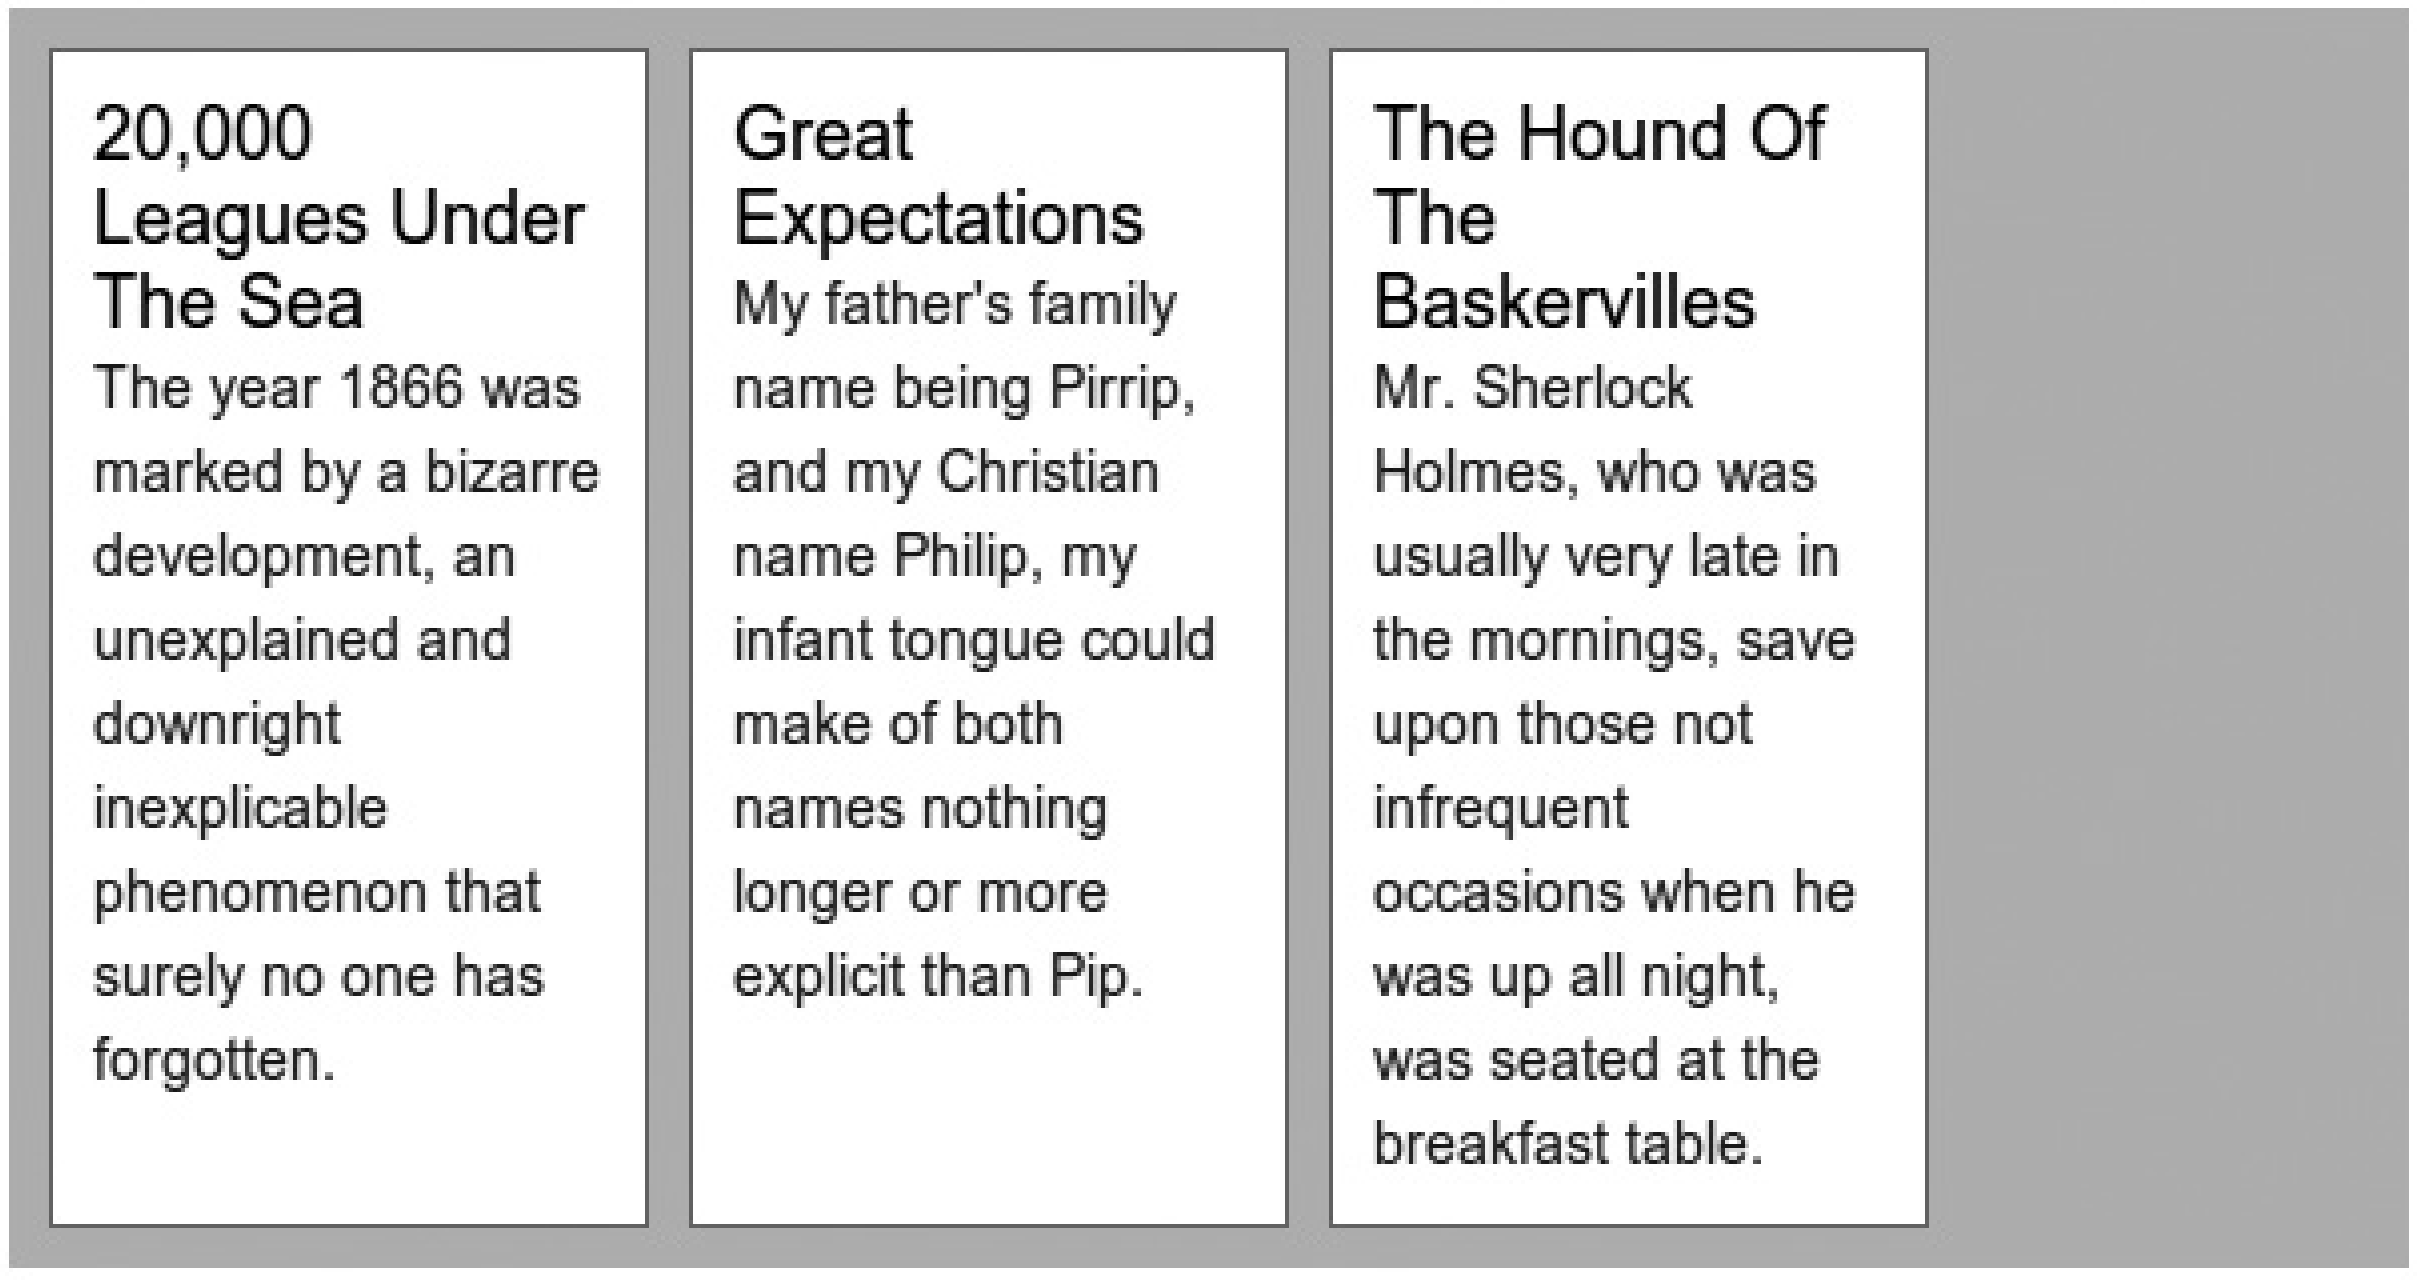 20,000
Leagues Under
The Sea
The year 1866 was
marked by a bizarre
development, an
unexplained and
downright
inexplicable
phenomenon that
surely no one has
forgotten.
Great
Expectations
My father's family
name being Pirrip,
and my Christian
name Philip, my
infant tongue could
make of both
names nothing
longer or more
explicit than Pip.
The Hound Of
The
Baskervilles
Mr. Sherlock
Holmes, who was
usually very late in
the mornings, save
upon those not
infrequent
occasions when he
was up all night,
was seated at the
breakfast table.